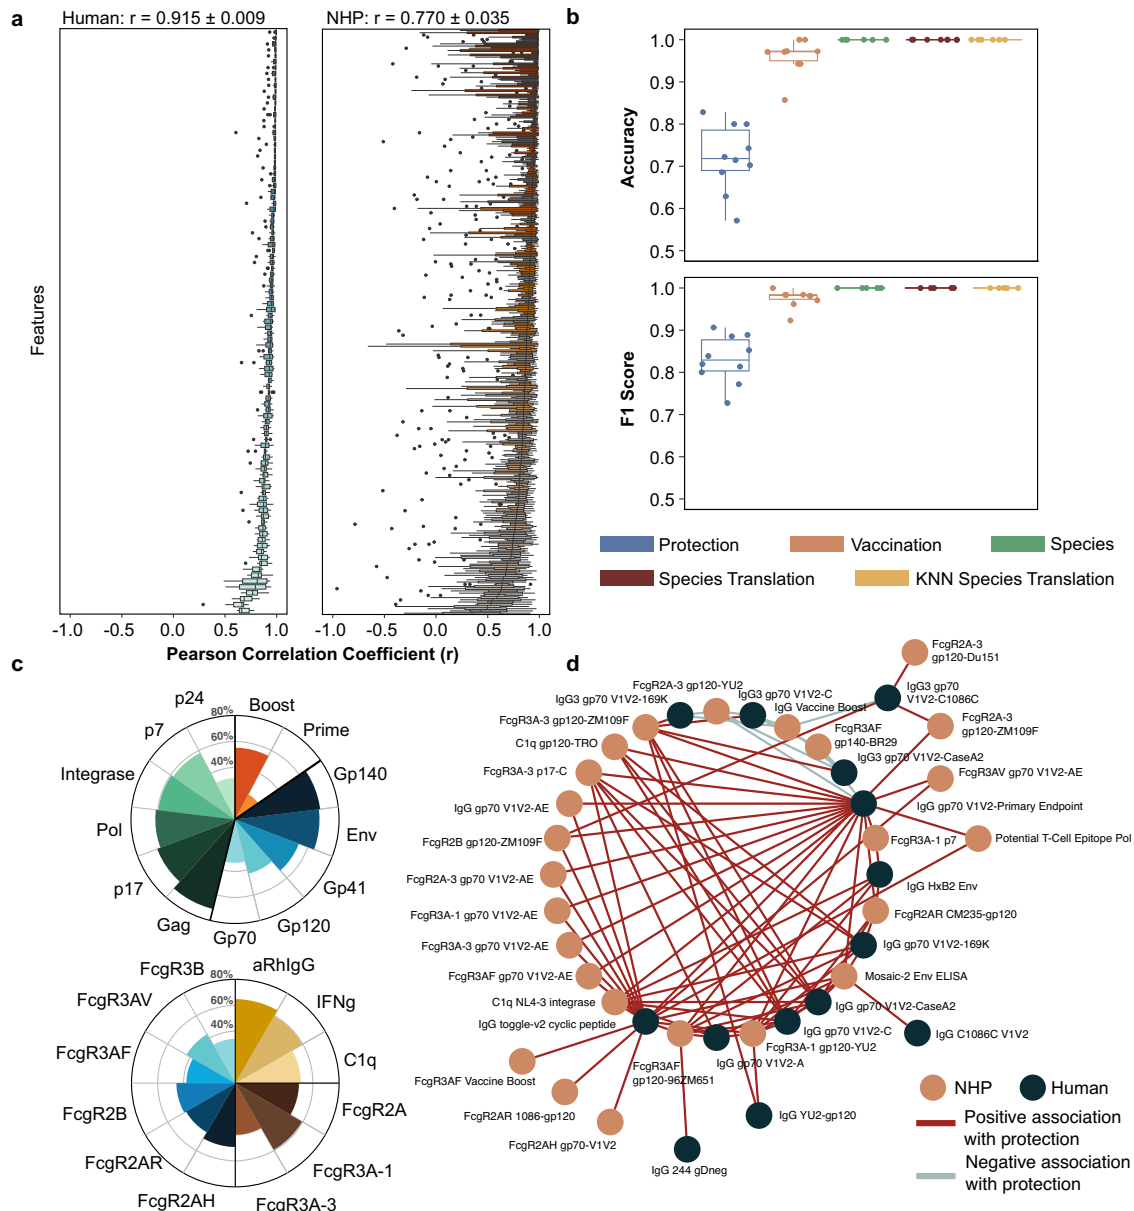 a
Human: r = 0.915 ± 0.009
NHP: r = 0.770 ± 0.035
Features
-1.0 -0.5 0.0 0.5 1.0
-1.0 -0.5 0.0 0.5 1.0
Pearson Correlation Coefficient (r)
b
Accuracy
1.0
0.9
0.8
0.7
0.6
0.5
F1 Score
1.0
0.9
0.8
0.7
0.6
0.5
Protection
Vaccination
Species
Species Translation
KNN Species Translation
c
80%
60%
40%
Boost
Prime
Gp140
Env
Gp41
Gp120
Gp70
Gag
p17
Pol
Integrase
p7
p24
80%
60%
40%
aRhIgG
IFNg
C1q
FcgR2A
FcgR3A-1
FcgR3A-3
FcgR2AH
FcgR2AR
FcgR2B
FcgR3AF
FcgR3AV
FcgR3B
d
FcgR2A-3
gp120-Du151
FcgR2A-3 gp120-YU2
IgG3 gp70
V1V2-C1086C
IgG3 gp70 V1V2-169K
IgG3 gp70 V1V2-C
IgG Vaccine Boost
FcgR3A-3 gp120-ZM109F
FcgR2A-3
gp120-ZM109F
FcgR3AF
gp140-BR29
C1q gp120-TRO
IgG3 gp70 V1V2-CaseA2
FcgR3A-3 p17-C
FcgR3AV gp70 V1V2-AE
IgG gp70 V1V2-AE
IgG gp70 V1V2-Primary Endpoint
FcgR2B gp120-ZM109F
FcgR3A-1 p7
Potential T-Cell Epitope Pol
FcgR2A-3 gp70 V1V2-AE
IgG HxB2 Env
FcgR3A-1 gp70 V1V2-AE
FcgR2AR CM235-gp120
FcgR3A-3 gp70 V1V2-AE
IgG gp70 V1V2-169K
FcgR3AF gp70 V1V2-AE
Mosaic-2 Env ELISA
C1q NL4-3 integrase
IgG gp70 V1V2-CaseA2
IgG toggle-v2 cyclic peptide
IgG gp70 V1V2-C
IgG C1086C V1V2
FcgR3A-1 gp120-YU2
IgG gp70 V1V2-A
FcgR3AF
gp120-96ZM651
FcgR3AF Vaccine Boost
FcgR2AR 1086-gp120
IgG YU2-gp120
FcgR2AH gp70-V1V2
IgG 244 gDneg
NHP
Human
Positive association
with protection
Negative association
with protection